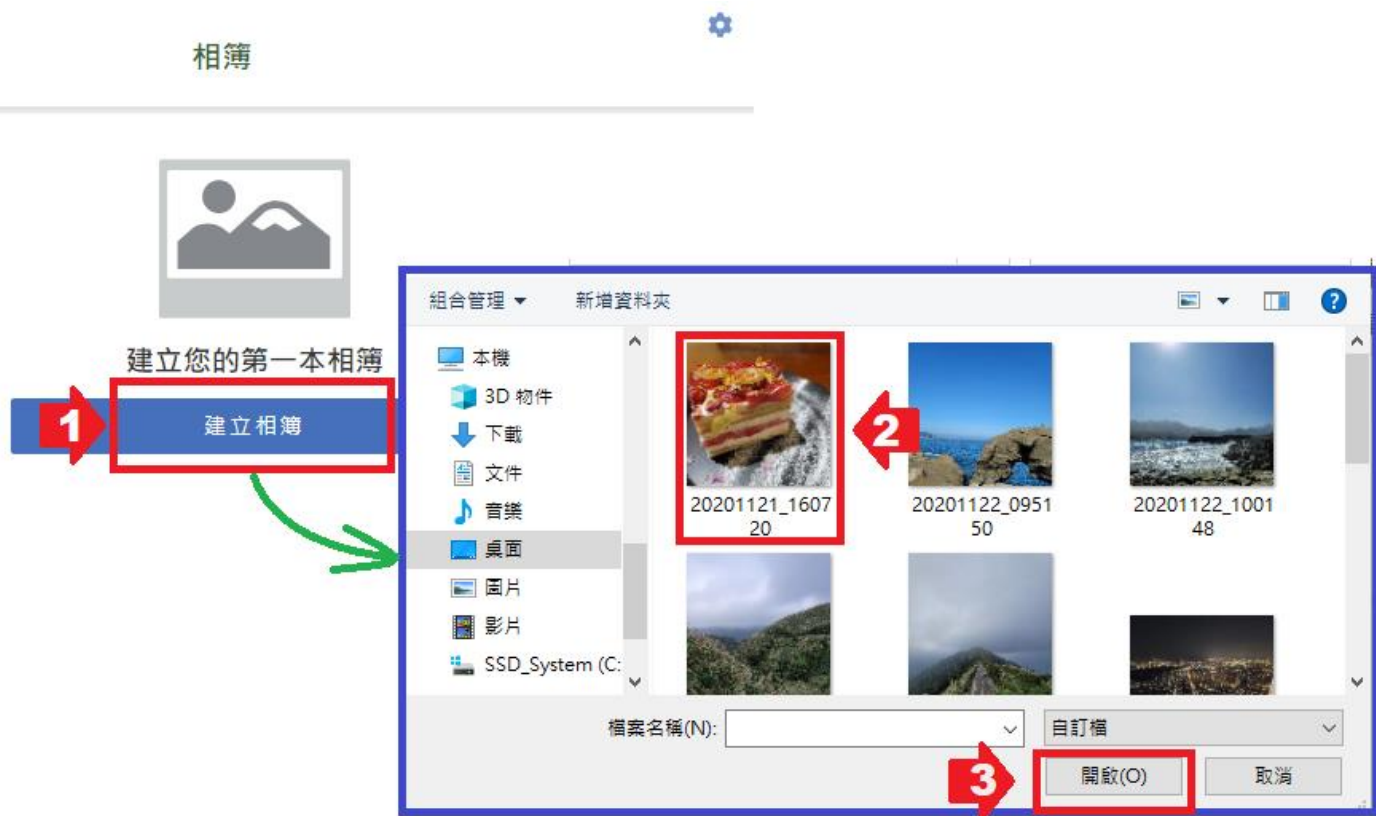 相簿
建立您的第一本相簿
1
建立相簿
組合管理
新增資料夾
?
本機
3D 物件
下載
文件
音樂
桌面
圖片
影片
SSD_System (C:
20201121_1607
20
2
20201122_0951
50
20201122_1001
48
檔案名稱(N):
自訂檔
3
開啟(O)
取消